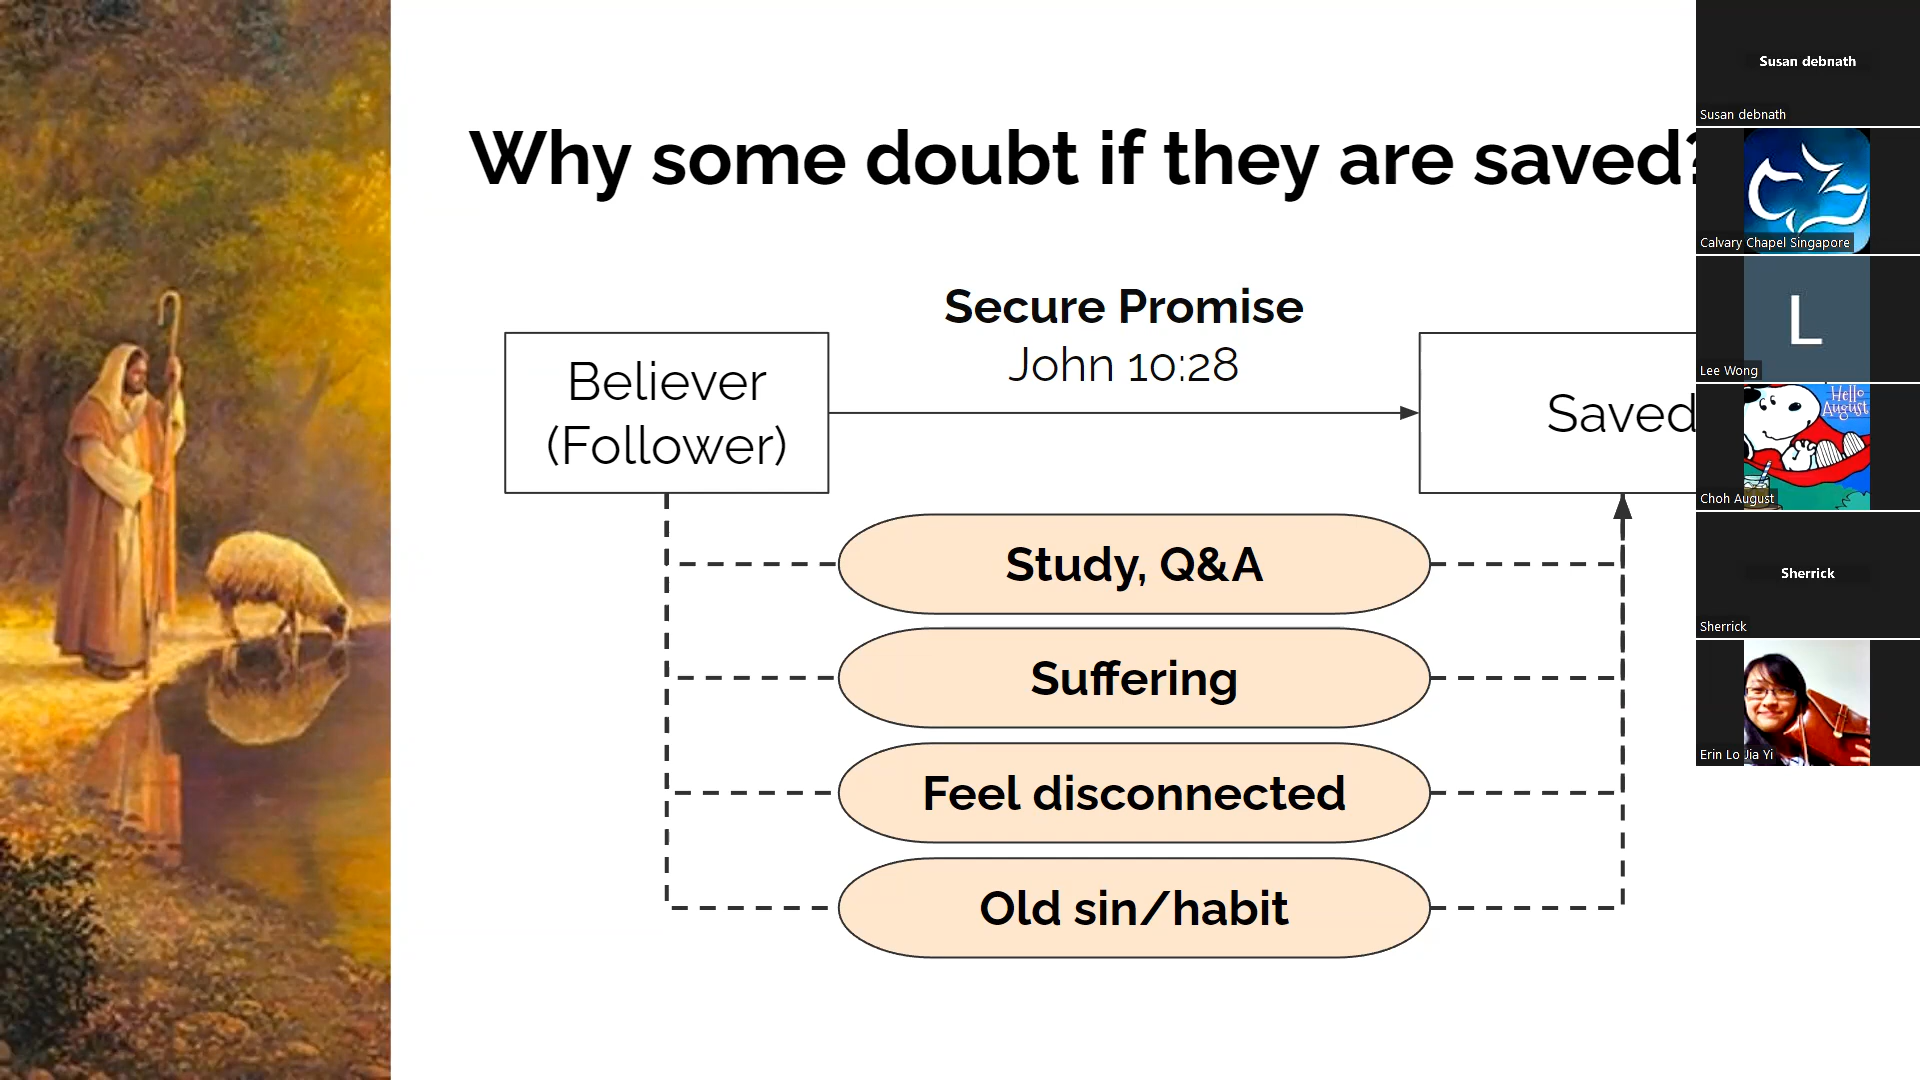 Why some doubt if they are saved?
Secure Promise
John 10:28
Believer
(Follower)
Saved
Study, Q&A
Suffering
Feel disconnected
Old sin/habit
Susan debnath
Susan debnath
Calvary Chapel Singapore
L
Lee Wong
Hello
August
Choh August
Sherrick
Sherrick
Erin Lo Jia Yi